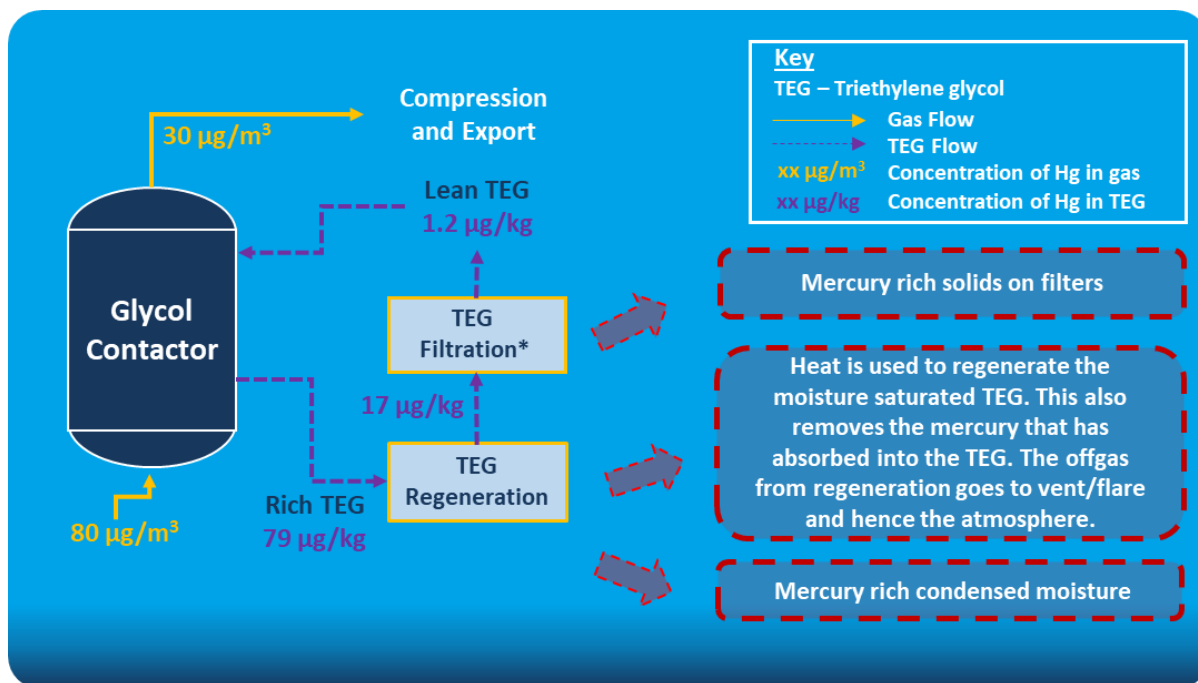 Compression
and Export
30 µg/m³
Lean TEG
1.2 µg/kg
Glycol
Contactor
TEG
Filtration*
17 µg/kg
TEG
Regeneration
Rich TEG
79 µg/kg
80 µg/m³
Key
TEG – Triethylene glycol
Gas Flow
TEG Flow
xx µg/m³ Concentration of Hg in gas
xx µg/kg Concentration of Hg in TEG
Mercury rich solids on filters
Heat is used to regenerate the
moisture saturated TEG. This also
removes the mercury that has
absorbed into the TEG. The offgas
from regeneration goes to vent/flare
and hence the atmosphere.
Mercury rich condensed moisture